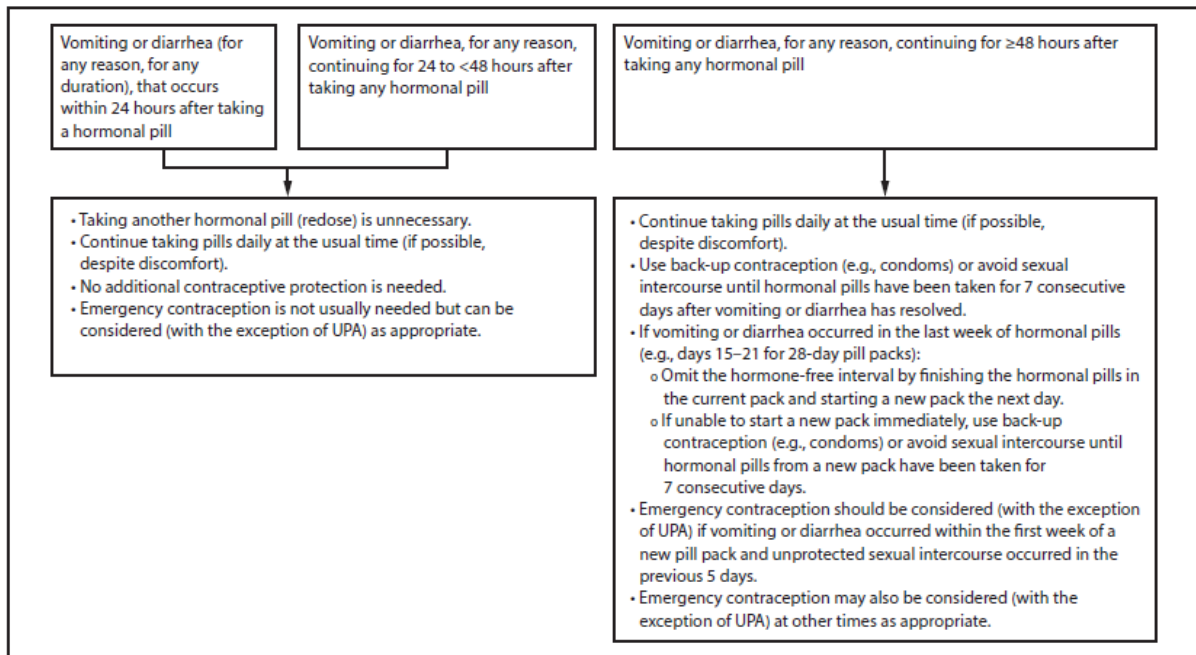 Vomiting or diarrhea (for
any reason, for any
duration), that occurs
within 24 hours after taking
a hormonal pill
Vomiting or diarrhea, for any reason,
continuing for 24 to <48 hours after
taking any hormonal pill
Vomiting or diarrhea, for any reason, continuing for ≥48 hours after
taking any hormonal pill
• Taking another hormonal pill (redose) is unnecessary.
• Continue taking pills daily at the usual time (if possible,
despite discomfort).
• No additional contraceptive protection is needed.
• Emergency contraception is not usually needed but can be
considered (with the exception of UPA) as appropriate.
• Continue taking pills daily at the usual time (if possible,
despite discomfort).
• Use back-up contraception (e.g., condoms) or avoid sexual
intercourse until hormonal pills have been taken for 7 consecutive
days after vomiting or diarrhea has resolved.
• If vomiting or diarrhea occurred in the last week of hormonal pills
(e.g., days 15–21 for 28-day pill packs):
o Omit the hormone-free interval by finishing the hormonal pills in
the current pack and starting a new pack the next day.
o If unable to start a new pack immediately, use back-up
contraception (e.g., condoms) or avoid sexual intercourse until
hormonal pills from a new pack have been taken for
7 consecutive days.
• Emergency contraception should be considered (with the exception
of UPA) if vomiting or diarrhea occurred within the first week of a
new pill pack and unprotected sexual intercourse occurred in the
previous 5 days.
• Emergency contraception may also be considered (with the
exception of UPA) at other times as appropriate.